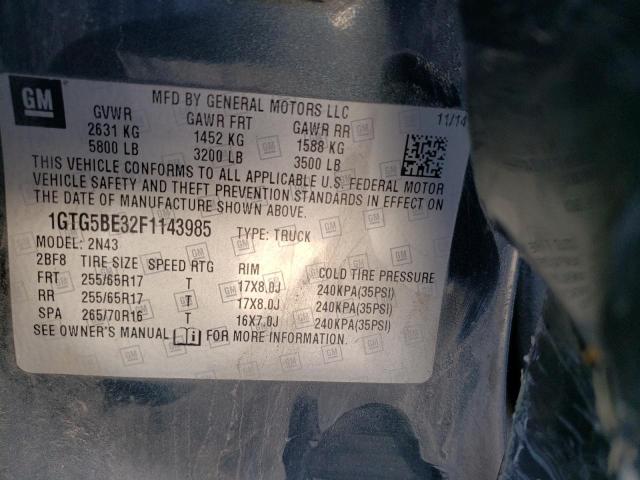 GM
MFD BY GENERAL MOTORS LLC
11/14
GVWR GAWR FRT GAWR RR
2631 KG 1452 KG 1588 KG
5800 LB 3200 LB 3500 LB
THIS VEHICLE CONFORMS TO ALL APPLICABLE U.S. FEDERAL MOTOR
VEHICLE SAFETY AND THEFT PREVENTION STANDARDS IN EFFECT ON
THE DATE OF MANUFACTURE SHOWN ABOVE.
1GTG5BE32F1143985 TYPE: TRUCK
MODEL: 2N43
2BF8 TIRE SIZE SPEED RTG RIM COLD TIRE PRESSURE
FRT 255/65R17 T 17X8.0J 240KPA(35PSI)
RR 255/65R17 T 17X8.0J 240KPA(35PSI)
SPA 265/70R16 T 16X7.0J 240KPA(35PSI)
SEE OWNER'S MANUAL FOR MORE INFORMATION.